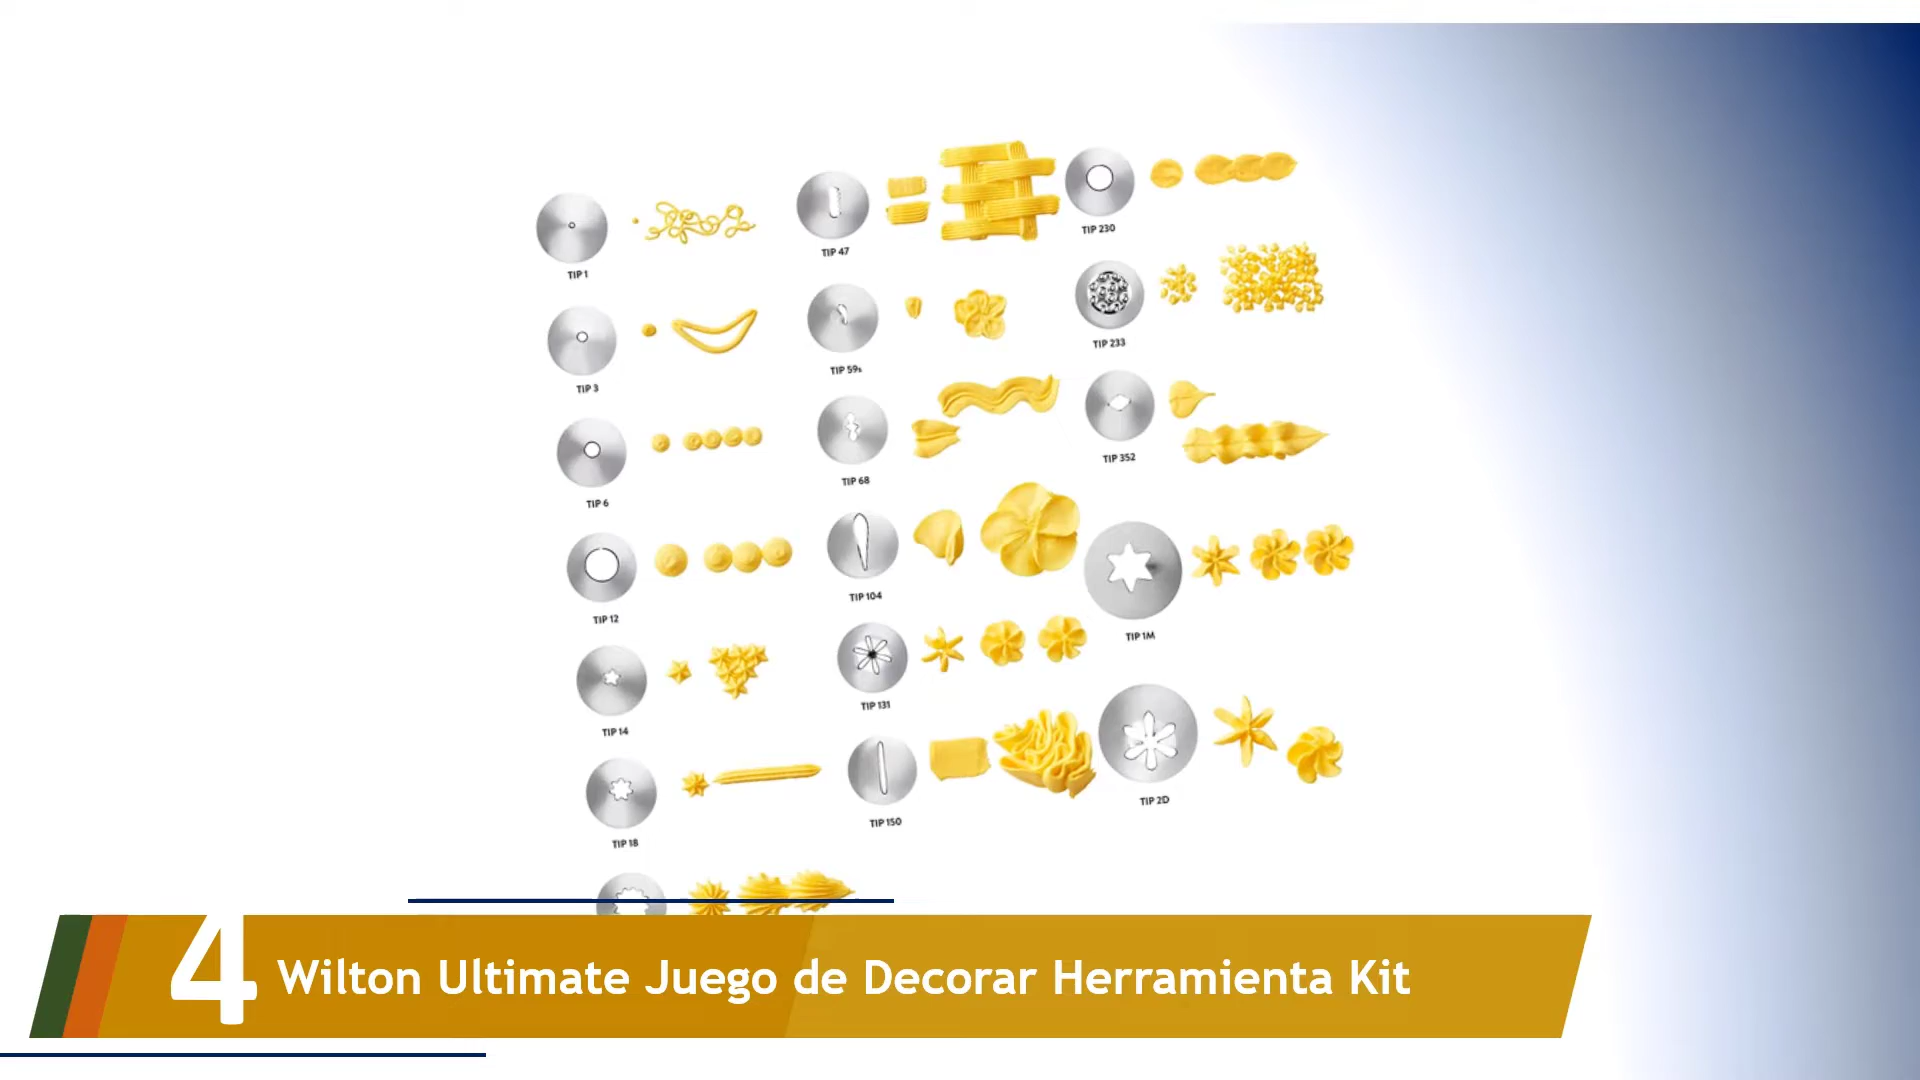 TIP 1
TIP 3
TIP 6
TIP 12
TIP 14
TIP 18
TIP 47
TIP 59s
TIP 68
TIP 104
TIP 131
TIP 150
TIP 230
TIP 233
TIP 352
TIP 1M
TIP 2D
4 Wilton Ultimate Juego de Decorar Herramienta Kit